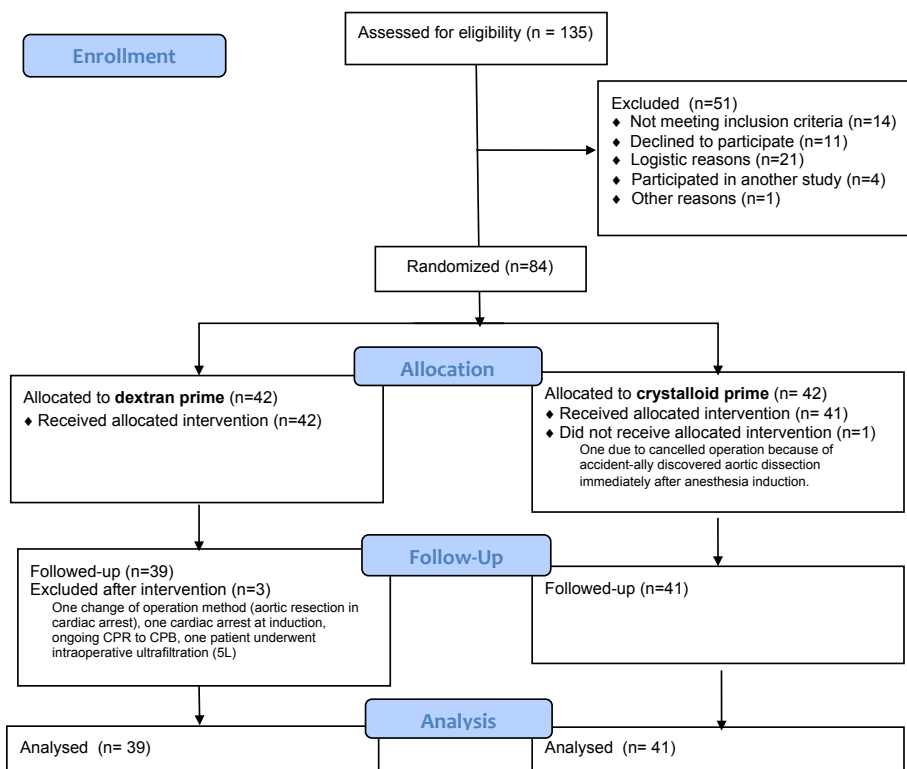 Assessed for eligibility (n = 135)
Enrollment
Excluded  (n=51)
♦ Not meeting inclusion criteria (n=14)
♦ Declined to participate (n=11)
♦ Logistic reasons (n=21)
♦ Participated in another study (n=4)
♦ Other reasons (n=1)
Randomized (n=84)
Allocation
Allocated to dextran prime (n=42)
♦ Received allocated intervention (n=42)
Allocated to crystalloid prime (n= 42)
♦ Received allocated intervention (n= 41)
♦ Did not receive allocated intervention (n=1)
One due to cancelled operation because of
accident-ally discovered aortic dissection
immediately after anesthesia induction.
Follow-Up
Followed-up (n=39)
Excluded after intervention (n=3)
One change of operation method (aortic resection in
cardiac arrest), one cardiac arrest at induction,
ongoing CPR to CPB, one patient underwent
intraoperative ultrafiltration (5L)
Followed-up (n=41)
Analysis
Analysed  (n= 39)
Analysed  (n= 41)